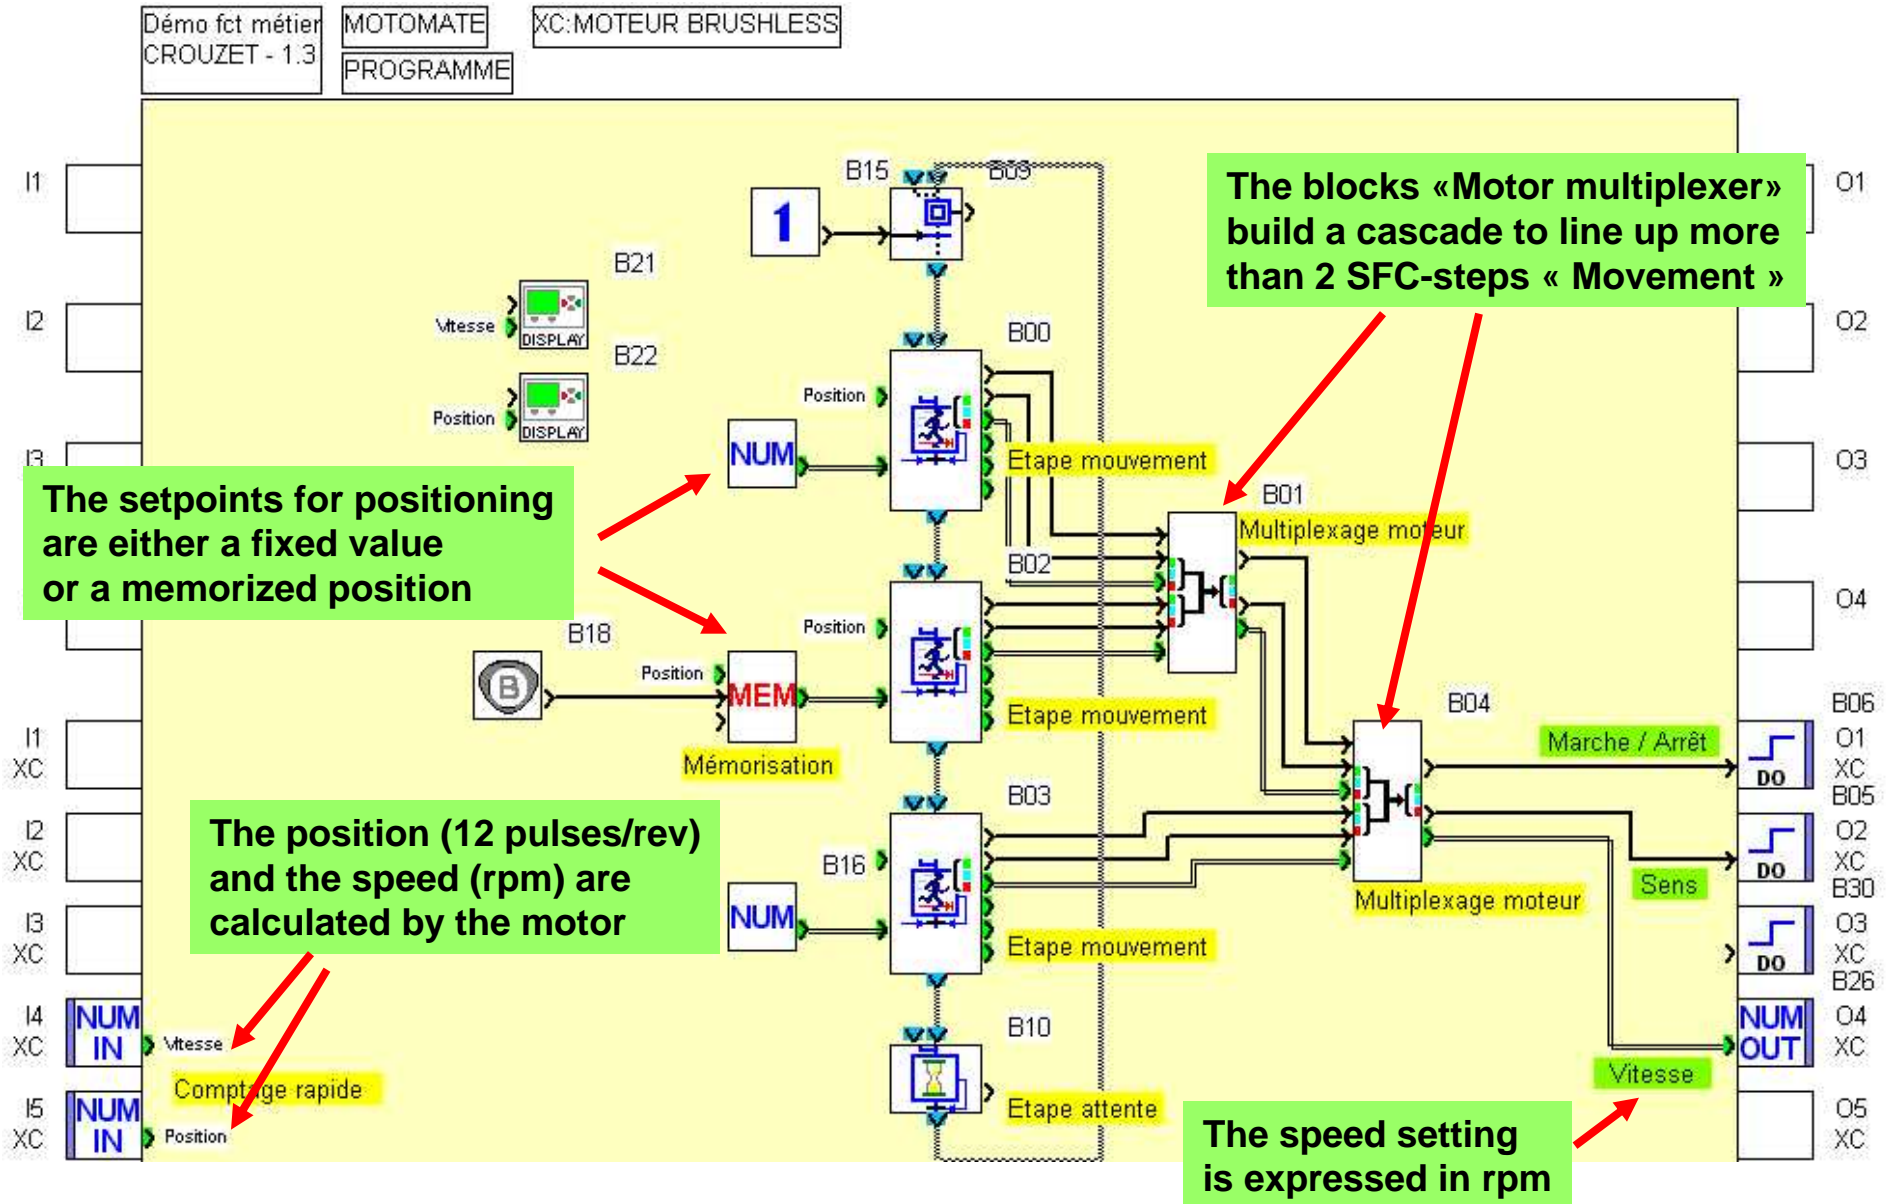 Démo fct métier
CROUZET - 1.3
MOTOMATE
PROGRAMME
XC:MOTEUR BRUSHLESS
I1
B15
B09
1
The blocks «Motor multiplexer»
build a cascade to line up more
than 2 SFC-steps « Movement »
O1
B21
Vitesse
DISPLAY
I2
B22
Position
DISPLAY
B00
Position
NUM
Etape mouvement
O2
I3
O3
The setpoints for positioning
are either a fixed value
or a memorized position
B01
Multiplexage moteur
B02
O4
B18
B
Position
MEM
Mémorisation
Position
Etape mouvement
B04
Multiplexage moteur
Marche / Arrêt
B06
DO
O1
XC
I1
XC
B03
B16
NUM
Etape mouvement
B05
DO
O2
XC
Sens
I2
XC
The position (12 pulses/rev)
and the speed (rpm) are
calculated by the motor
B30
DO
O3
XC
I3
XC
B26
NUM
OUT
O4
XC
Vitesse
I4
XC
NUM
IN
Vitesse
Comptage rapide
B10
Etape attente
I5
XC
NUM
IN
Position
O5
XC
The speed setting
is expressed in rpm